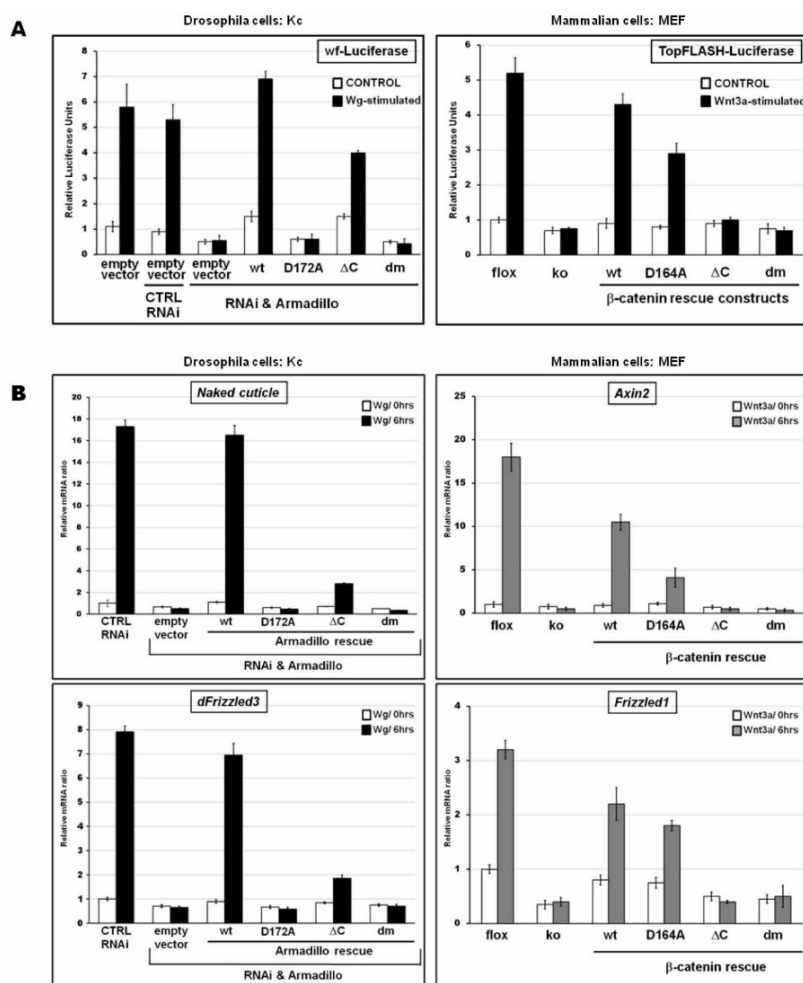 Drosophila cells: Kc
Mammalian cells: MEF
A
wf-Luciferase
CONTROL
Wg-stimulated
Relative Luciferase Units
8
7
6
5
4
3
2
1
0
empty vector
empty vector
empty vector
wt
D172A
ΔC
dm
CTRL RNAi
RNAi & Armadillo
TopFLASH-Luciferase
CONTROL
Wnt3a-stimulated
Relative Luciferase Units
6
5
4
3
2
1
0
flox
ko
wt
D164A
ΔC
dm
β-catenin rescue constructs
Drosophila cells: Kc
Mammalian cells: MEF
B
Naked cuticle
Wg/ 0hrs
Wg/ 6hrs
Relative mRNA ratio
20
18
16
14
12
10
8
6
4
2
0
CTRL RNAi
empty vector
wt
D172A
ΔC
dm
Armadillo rescue
RNAi & Armadillo
Axin2
Wnt3a/ 0hrs
Wnt3a/ 6hrs
Relative mRNA ratio
25
20
15
10
5
0
flox
ko
wt
D164A
ΔC
dm
β-catenin rescue
dFrizzled3
Wg/ 0hrs
Wg/ 6hrs
Relative mRNA ratio
9
8
7
6
5
4
3
2
1
0
CTRL RNAi
empty vector
wt
D172A
ΔC
dm
Armadillo rescue
RNAi & Armadillo
Frizzled1
Wnt3a/ 0hrs
Wnt3a/ 6hrs
Relative mRNA ratio
4
3
2
1
0
flox
ko
wt
D164A
ΔC
dm
β-catenin rescue